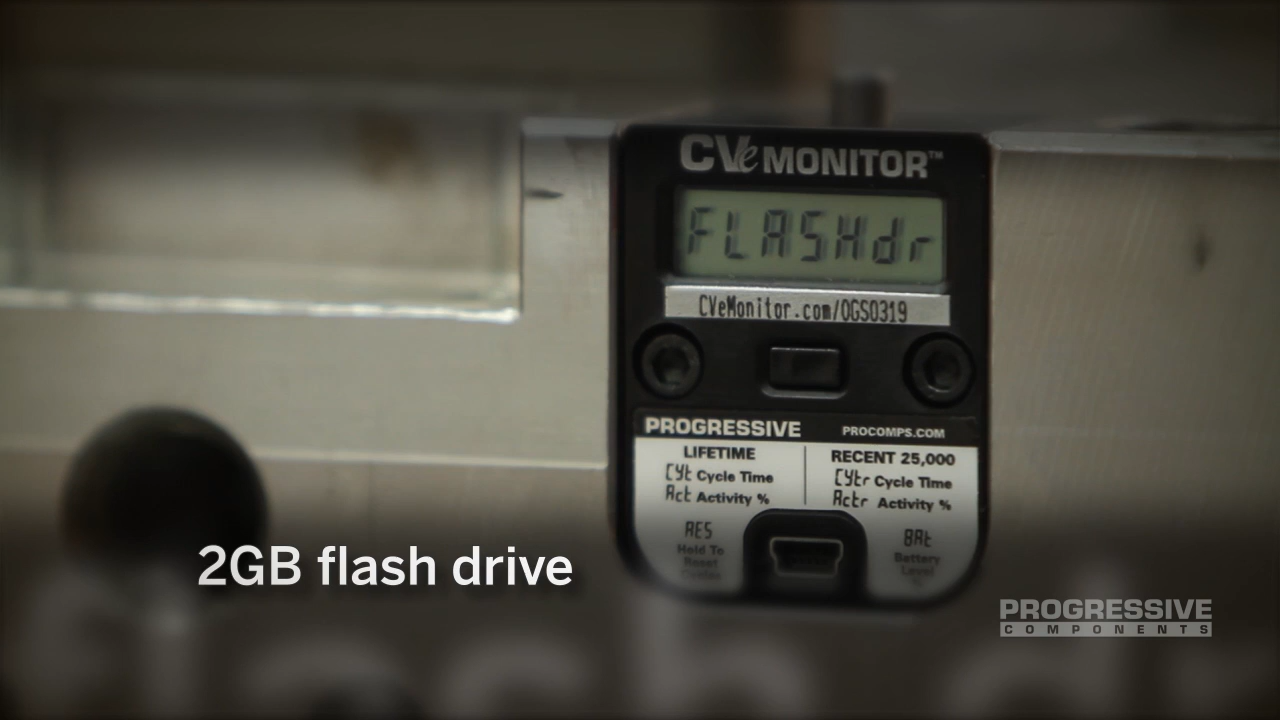 CVe MONITOR™
FLASHdr
CVeMonitor.com/OGS0319
PROGRESSIVE PROCOMPS.COM
LIFETIME
CYt Cycle Time
Act Activity %
RECENT 25,000
CYtr Cycle Time
Actr Activity %
RES
Hold To
Reset
BAt
Battery
Level
2GB flash drive
PROGRESSIVE
COMPONENTS